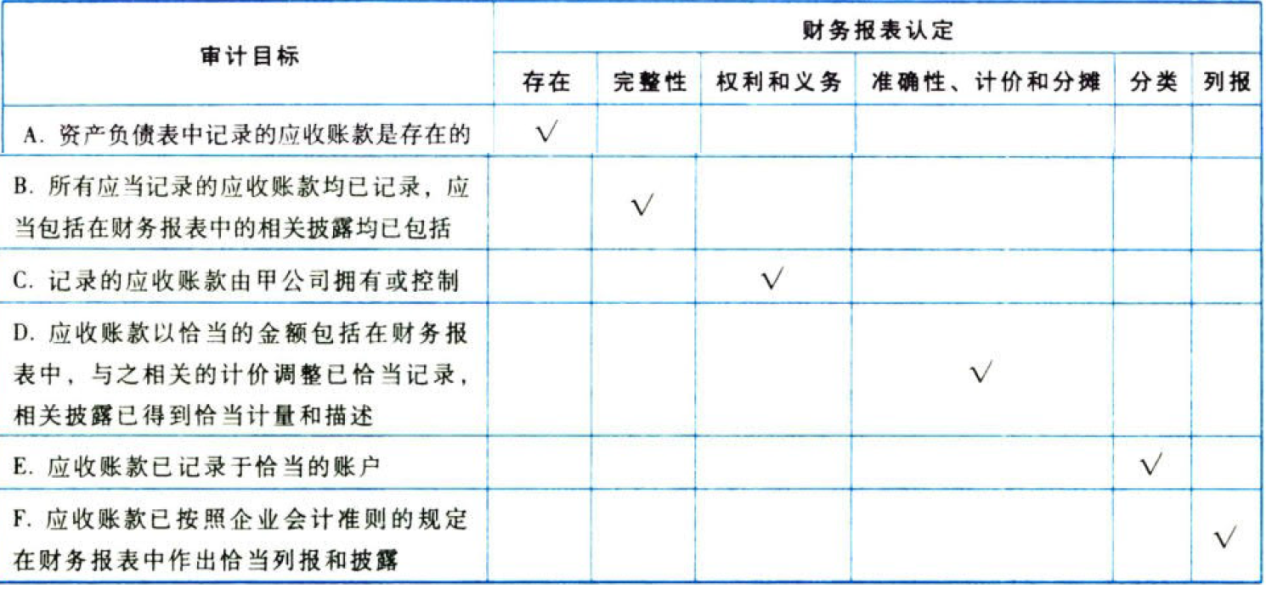 审计目标
财务报表认定
存在
完整性
权利和义务
准确性、计价和分摊
分类
列报
A. 资产负债表中记录的应收账款是存在的
√
B. 所有应当记录的应收账款均已记录，应
当包括在财务报表中的相关披露均已包括
√
C. 记录的应收账款由甲公司拥有或控制
√
D. 应收账款以恰当的金额包括在财务报
表中，与之相关的计价调整已恰当记录，
相关披露已得到恰当计量和描述
√
E. 应收账款已记录于恰当的账户
√
F. 应收账款已按照企业会计准则的规定
在财务报表中作出恰当列报和披露
√